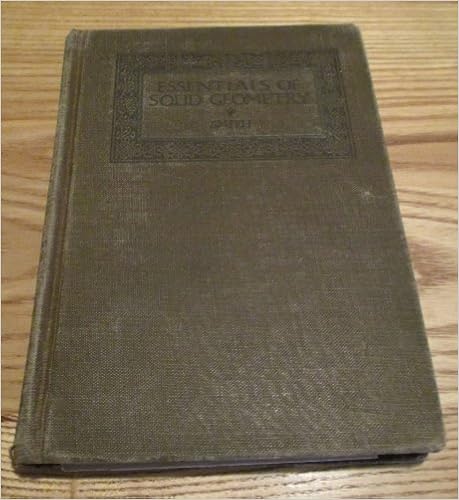 ESSENTIALS OF
SOLID GEOMETRY
SMITH